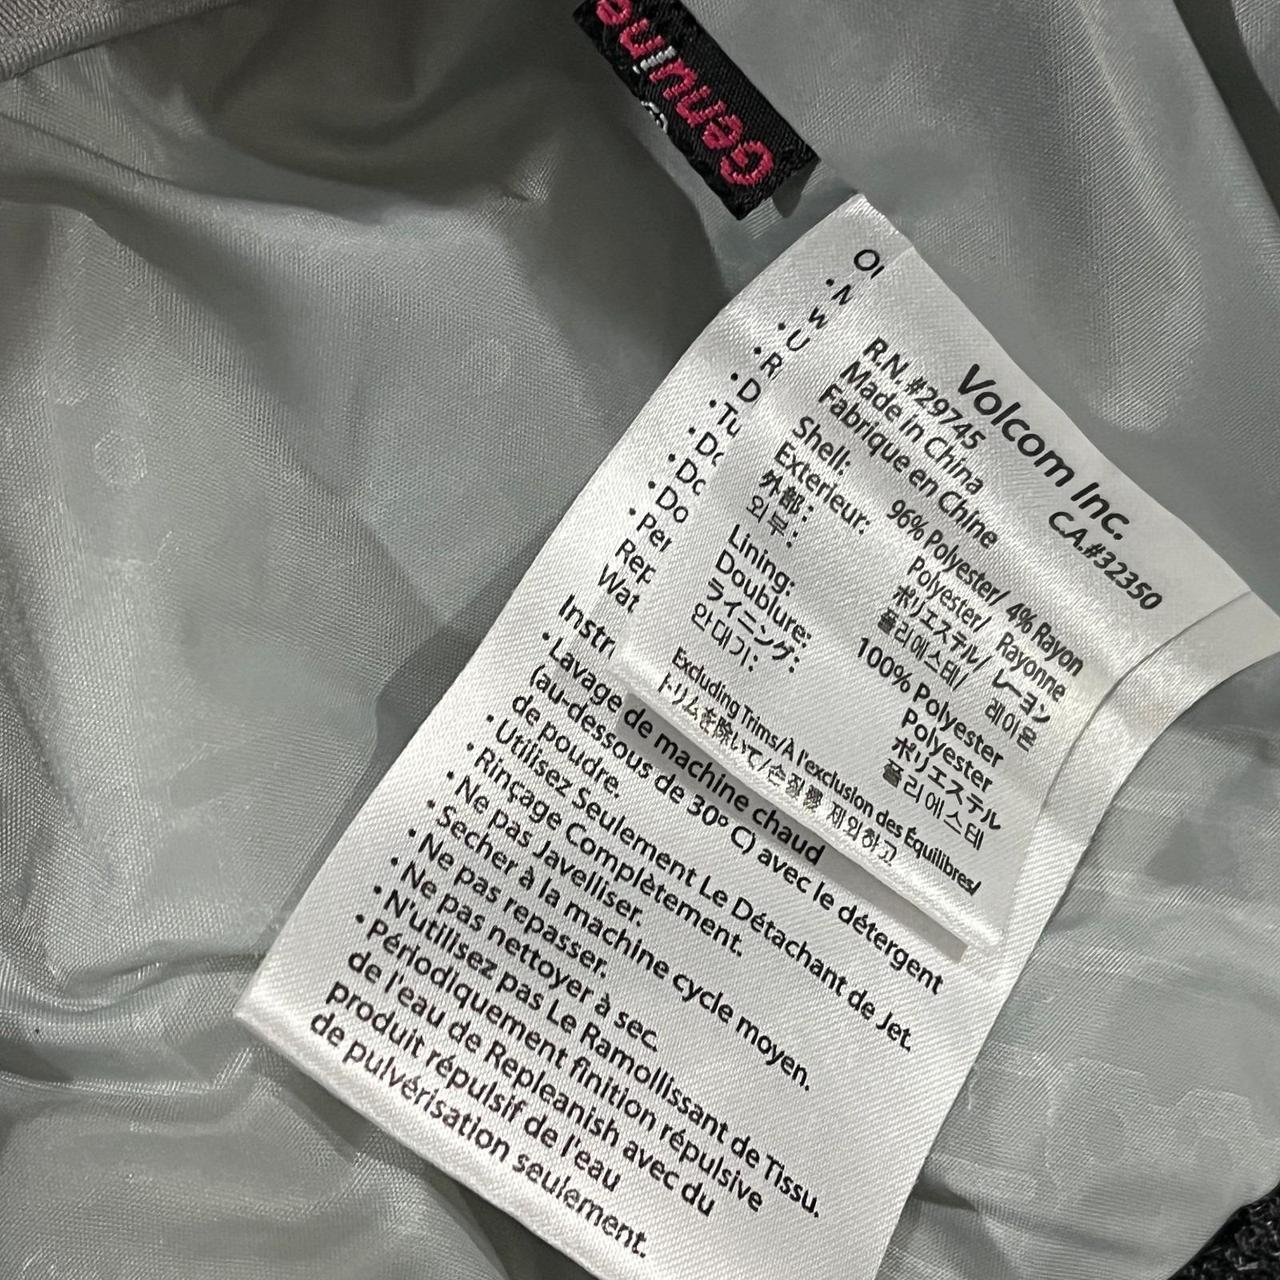 Genuine
Volcom Inc.
R.N. #29745 C.A.#32350
Made in China
Fabrique en Chine
Shell: 96% Polyester/ 4% Rayon
Exterieur: Polyester/ Rayonne
外部: ポリエステル/ レーヨン
외부: 폴리에스테/ 레이온
Lining: 100% Polyester
Doublure: Polyester
ライニング: ポリエステル
안대기: 폴리에스테
Excluding Trims/À l'exclusion des Équilibres/
トリムを除いて/손질を 제외하고
• Lavage de machine chaud
(au-dessous de 30º C) avec le détergent
de poudre.
• Utilisez Seulement Le Détachant de Jet.
• Rinçage Complètement.
• Ne pas Javelliser.
• Secher à la machine cycle moyen.
• Ne pas repasser.
• Ne pas nettoyer à sec.
• N'utilisez pas Le Ramollissant de Tissu.
• Périodiquement finition répulsive
de l'eau de Repleanish avec du
produit répulsif de l'eau
de pulvérisation seulement.